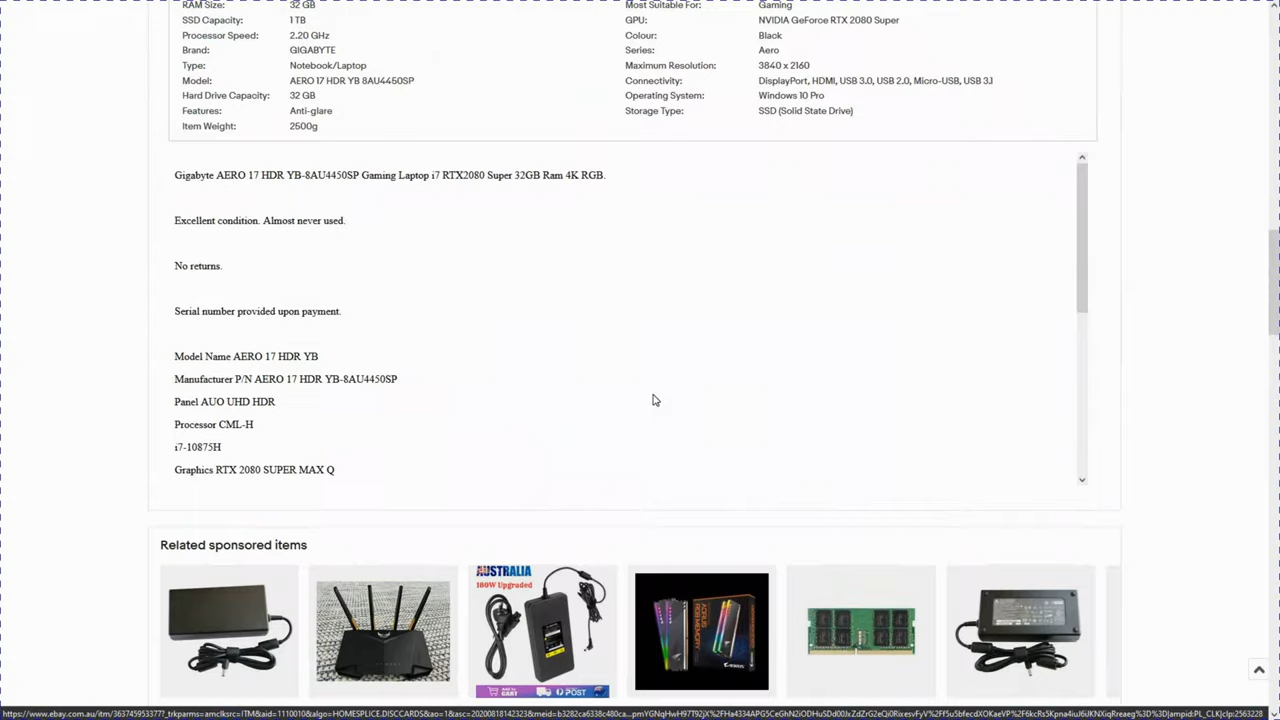 RAM Size: 32 GB Most Suitable For: Gaming
SSD Capacity: 1 TB GPU: NVIDIA GeForce RTX 2080 Super
Processor Speed: 2.20 GHz Colour: Black
Brand: GIGABYTE Series: Aero
Type: Notebook/Laptop Maximum Resolution: 3840 x 2160
Model: AERO 17 HDR YB 8AU4450SP Connectivity: DisplayPort, HDMI, USB 3.0, USB 2.0, Micro-USB, USB 3.1
Hard Drive Capacity: 32 GB Operating System: Windows 10 Pro
Features: Anti-glare Storage Type: SSD (Solid State Drive)
Item Weight: 2500g
Gigabyte AERO 17 HDR YB-8AU4450SP Gaming Laptop i7 RTX2080 Super 32GB Ram 4K RGB.
Excellent condition. Almost never used.
No returns.
Serial number provided upon payment.
Model Name AERO 17 HDR YB
Manufacturer P/N AERO 17 HDR YB-8AU4450SP
Panel AUO UHD HDR
Processor CML-H
i7-10875H
Graphics RTX 2080 SUPER MAX Q
Related sponsored items
AUSTRALIA
180W Upgraded
CART
POST
AORUS
RGB MEMORY